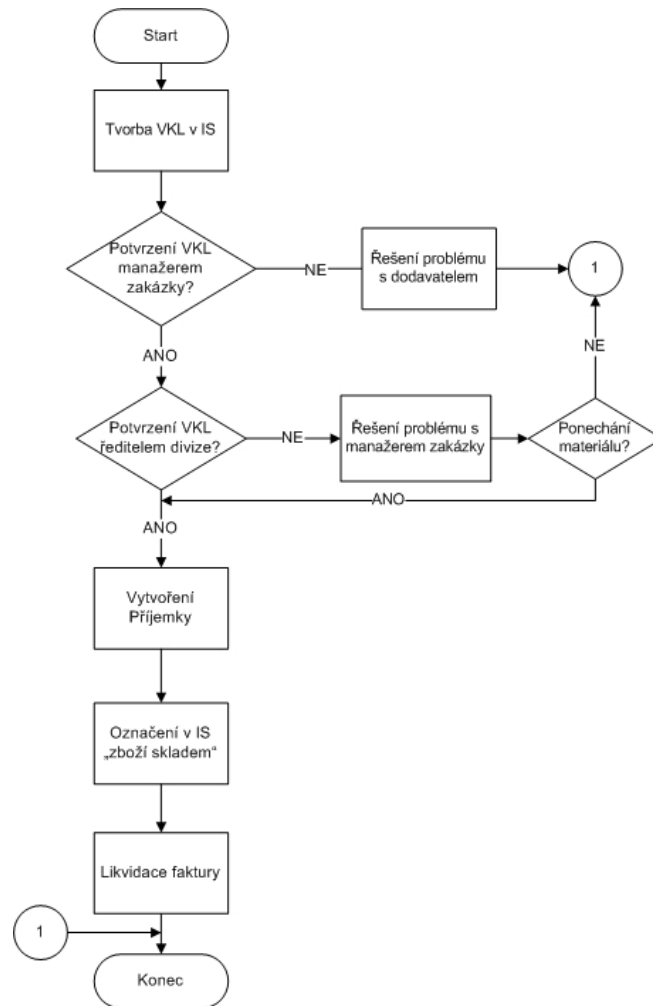 Start
Tvorba VKL v IS
Potvrzení VKL
manažerem
zakázky?
NE
Řešení problému
s dodavatelem
1
ANO
NE
Potvrzení VKL
ředitelem divize?
NE
Řešení problému s
manažerem zakázky
Ponechání
materiálu?
ANO
ANO
Vytvoření
Příjemky
Označení v IS
„zboží skladem“
Likvidace faktury
1
Konec